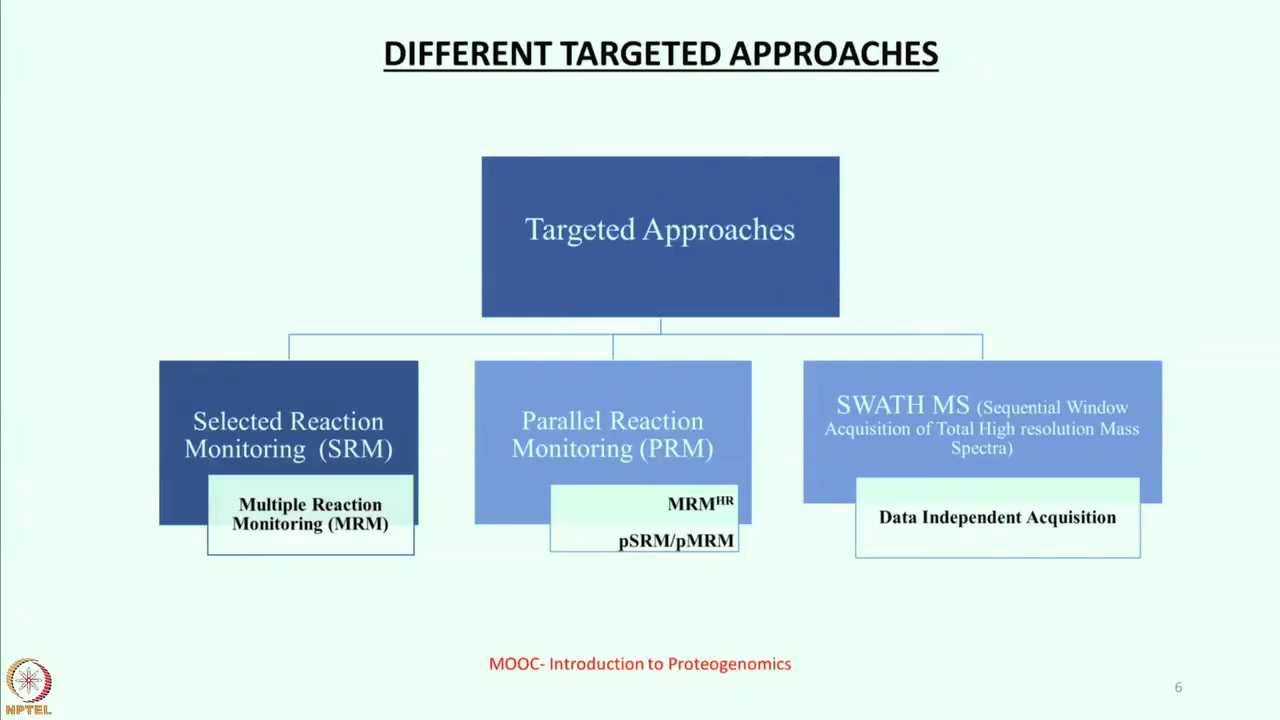 DIFFERENT TARGETED APPROACHES
Targeted Approaches
Selected Reaction
Monitoring (SRM)
Multiple Reaction
Monitoring (MRM)
Parallel Reaction
Monitoring (PRM)
MRMHR
pSRM/pMRM
SWATH MS (Sequential Window
Acquisition of Total High resolution Mass
Spectra)
Data Independent Acquisition
MOOC- Introduction to Proteogenomics
6
NPTEL